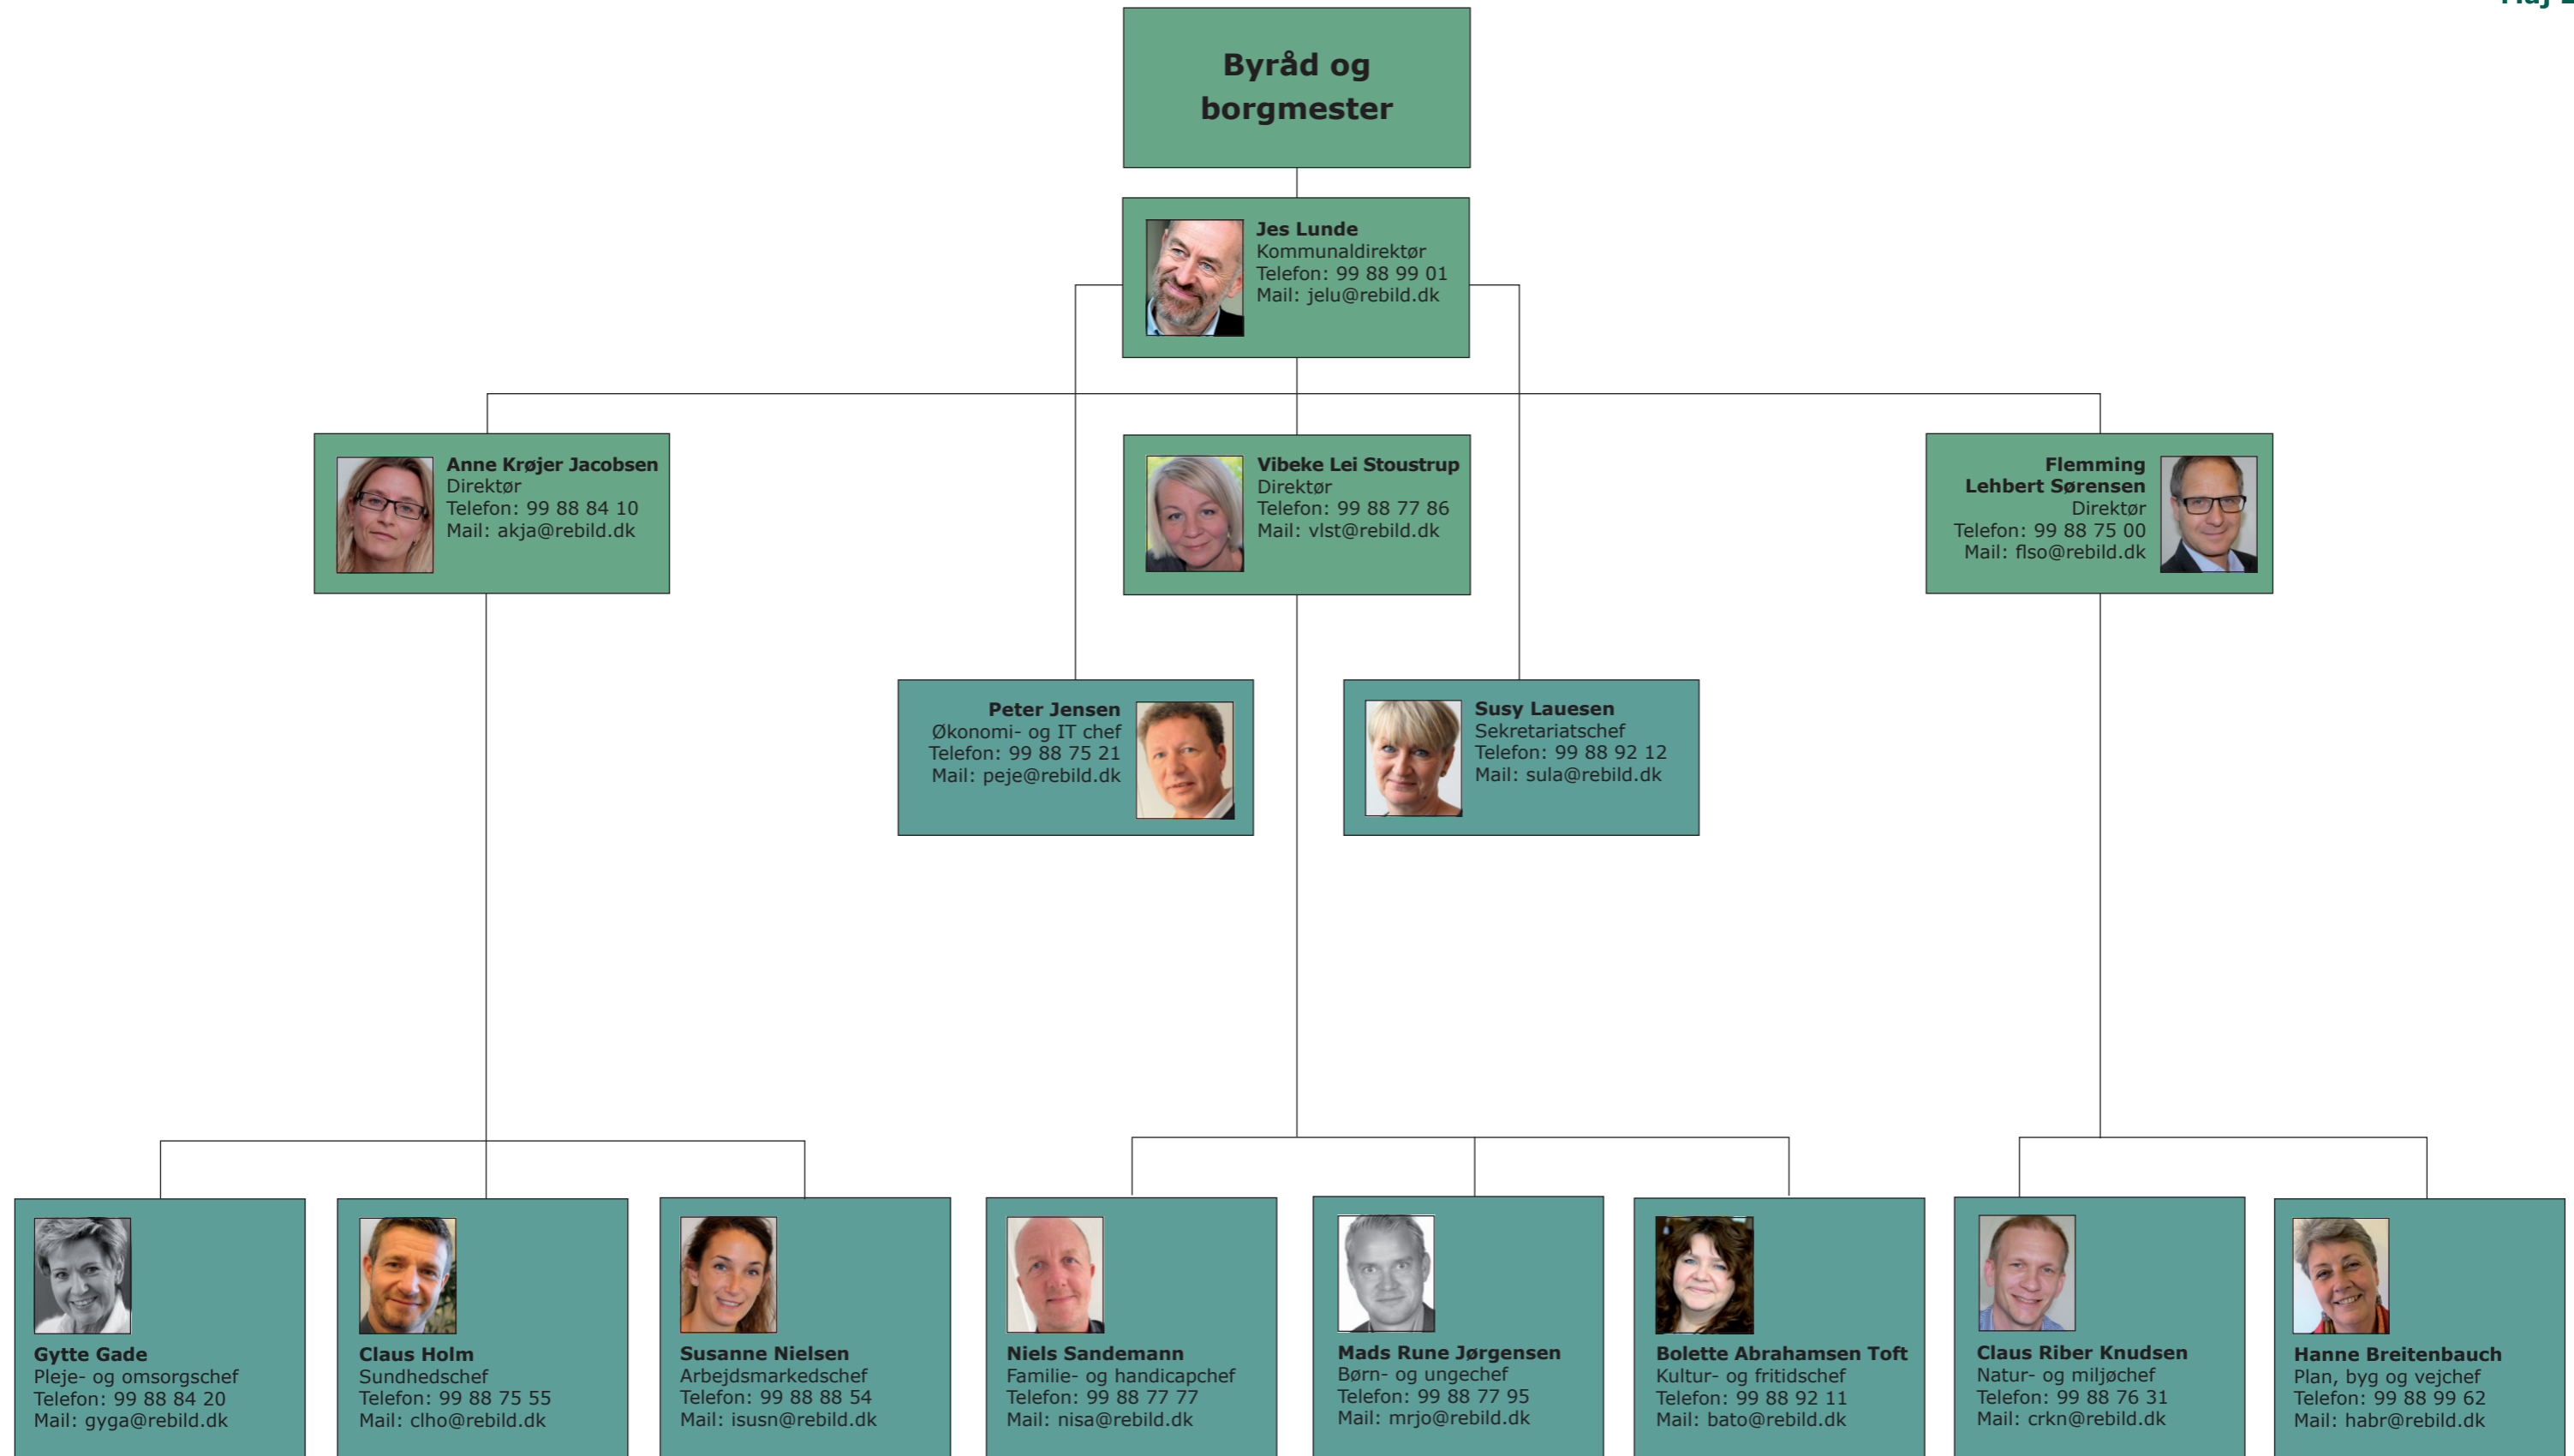 Byråd og
borgmester
Jes Lunde
Kommunaldirektør
Telefon: 99 88 99 01
Mail: jelu@rebild.dk
Anne Krøjer Jacobsen
Direktør
Telefon: 99 88 84 10
Mail: akja@rebild.dk
Vibeke Lei Stoustrup
Direktør
Telefon: 99 88 77 86
Mail: vlst@rebild.dk
Flemming
Lehbert Sørensen
Direktør
Telefon: 99 88 75 00
Mail: flso@rebild.dk
Peter Jensen
Økonomi- og IT chef
Telefon: 99 88 75 21
Mail: peje@rebild.dk
Susy Lauesen
Sekretariatschef
Telefon: 99 88 92 12
Mail: sula@rebild.dk
Gytte Gade
Pleje- og omsorgschef
Telefon: 99 88 84 20
Mail: gyga@rebild.dk
Claus Holm
Sundhedschef
Telefon: 99 88 75 55
Mail: clho@rebild.dk
Susanne Nielsen
Arbejdsmarkedschef
Telefon: 99 88 88 54
Mail: isusn@rebild.dk
Niels Sandemann
Familie- og handicapchef
Telefon: 99 88 77 77
Mail: nisa@rebild.dk
Mads Rune Jørgensen
Børn- og ungechef
Telefon: 99 88 77 95
Mail: mrjo@rebild.dk
Bolette Abrahamsen Toft
Kultur- og fritidschef
Telefon: 99 88 92 11
Mail: bato@rebild.dk
Claus Riber Knudsen
Natur- og miljøchef
Telefon: 99 88 76 31
Mail: crkn@rebild.dk
Hanne Breitenbauch
Plan, byg og vejchef
Telefon: 99 88 99 62
Mail: habr@rebild.dk